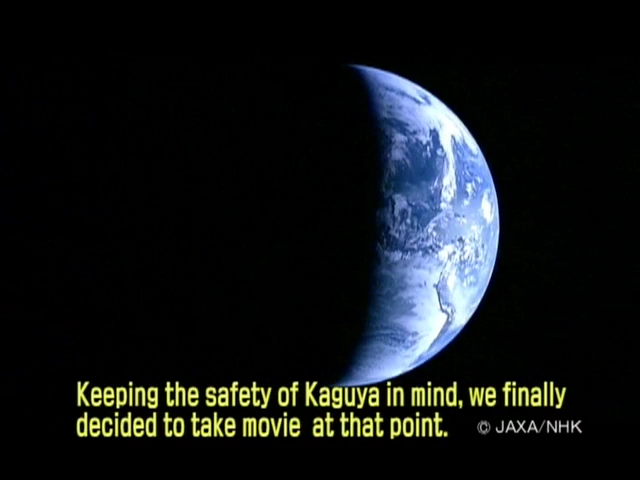 Keeping the safety of Kaguya in mind, we finally
decided to take movie at that point. © JAXA/NHK